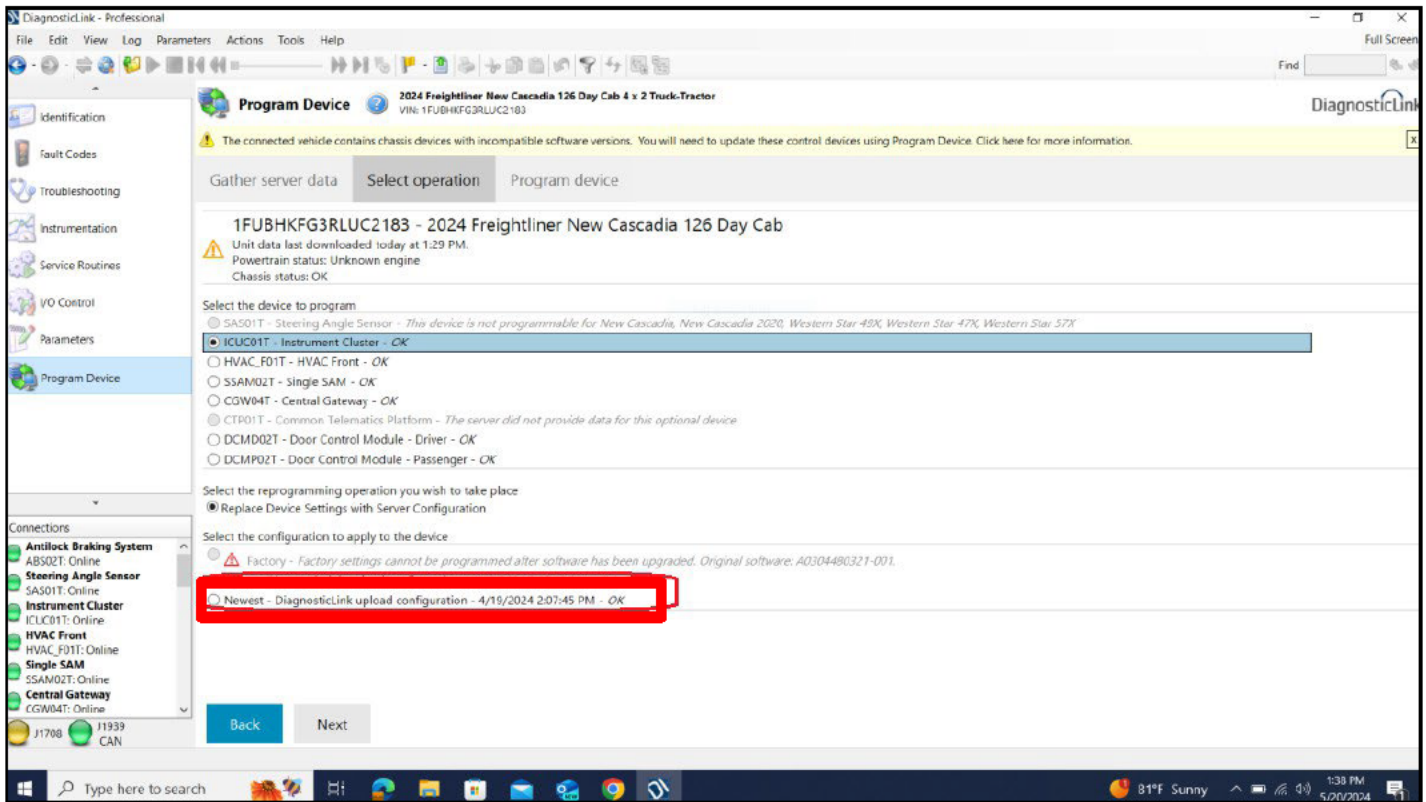 DiagnosticLink - Professional
File Edit View Log Parameters Actions Tools Help
Full Screen
Find
Identification
Fault Codes
Troubleshooting
Instrumentation
Service Routines
I/O Control
Parameters
Program Device
Program Device
2024 Freightliner New Cascadia 126 Day Cab 4 x 2 Truck-Tractor
VIN: 1FUBHKFG3RLUC2183
DiagnosticLink
The connected vehicle contains chassis devices with incompatible software versions. You will need to update these control devices using Program Device. Click here for more information.
Gather server data Select operation Program device
1FUBHKFG3RLUC2183 - 2024 Freightliner New Cascadia 126 Day Cab
Unit data last downloaded today at 1:29 PM.
Powertrain status: Unknown engine
Chassis status: OK
Select the device to program
SAS01T - Steering Angle Sensor - This device is not programmable for New Cascadia, New Cascadia 2020, Western Star 49X, Western Star 47X, Western Star 57X
ICUC01T - Instrument Cluster - OK
HVAC_F01T - HVAC Front - OK
SSAM02T - Single SAM - OK
CGW04T - Central Gateway - OK
CTP01T - Common Telematics Platform - The server did not provide data for this optional device
DCMD02T - Door Control Module - Driver - OK
DCMP02T - Door Control Module - Passenger - OK
Select the reprogramming operation you wish to take place
Replace Device Settings with Server Configuration
Select the configuration to apply to the device
Factory - Factory settings cannot be programmed after software has been upgraded. Original software: A0304480321-001.
Newest - DiagnosticLink upload configuration - 4/19/2024 2:07:45 PM - OK
Back Next
Connections
Antilock Braking System
ABS02T: Online
Steering Angle Sensor
SAS01T: Online
Instrument Cluster
ICUC01T: Online
HVAC Front
HVAC_F01T: Online
Single SAM
SSAM02T: Online
Central Gateway
CGW04T: Online
J1708
J1939
CAN
Type here to search
81°F Sunny
1:38 PM
5/20/2024